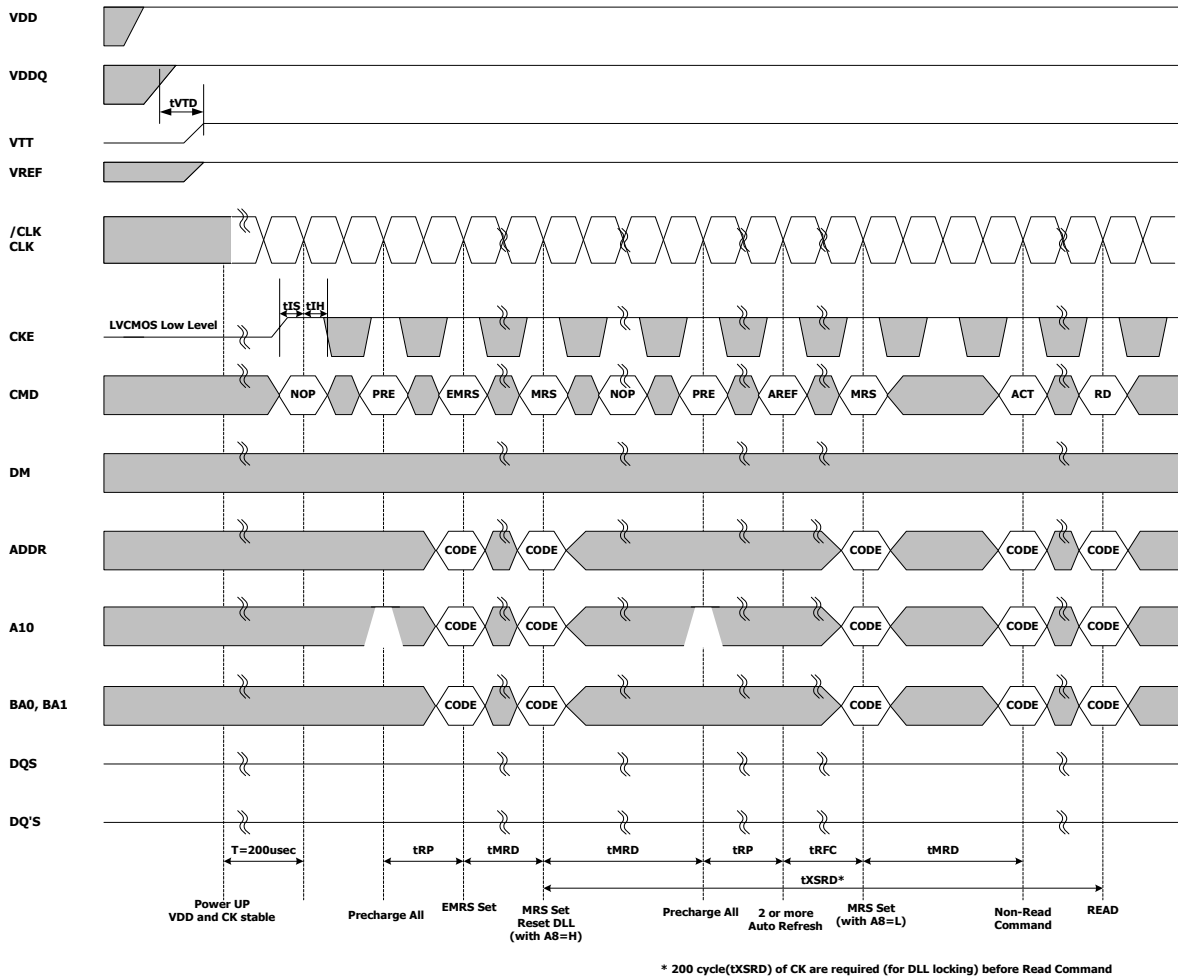 VDD
VDDQ
tVTD
VTT
VREF
/CLK
CLK
tIS tIH
LVCMOS Low Level
CKE
CMD NOP PRE EMRS MRS NOP PRE AREF MRS ACT RD
DM
ADDR CODE CODE CODE CODE CODE
A10 CODE CODE CODE CODE CODE
BA0, BA1 CODE CODE CODE CODE CODE
DQS
DQ'S
T=200usec tRP tMRD tMRD tRP tRFC tMRD
tXSRD*
Power UP
VDD and CK stable
Precharge All
EMRS Set
MRS Set
Reset DLL
(with A8=H)
Precharge All
2 or more
Auto Refresh
MRS Set
(with A8=L)
Non-Read
Command
READ
* 200 cycle(tXSRD) of CK are required (for DLL locking) before Read Command